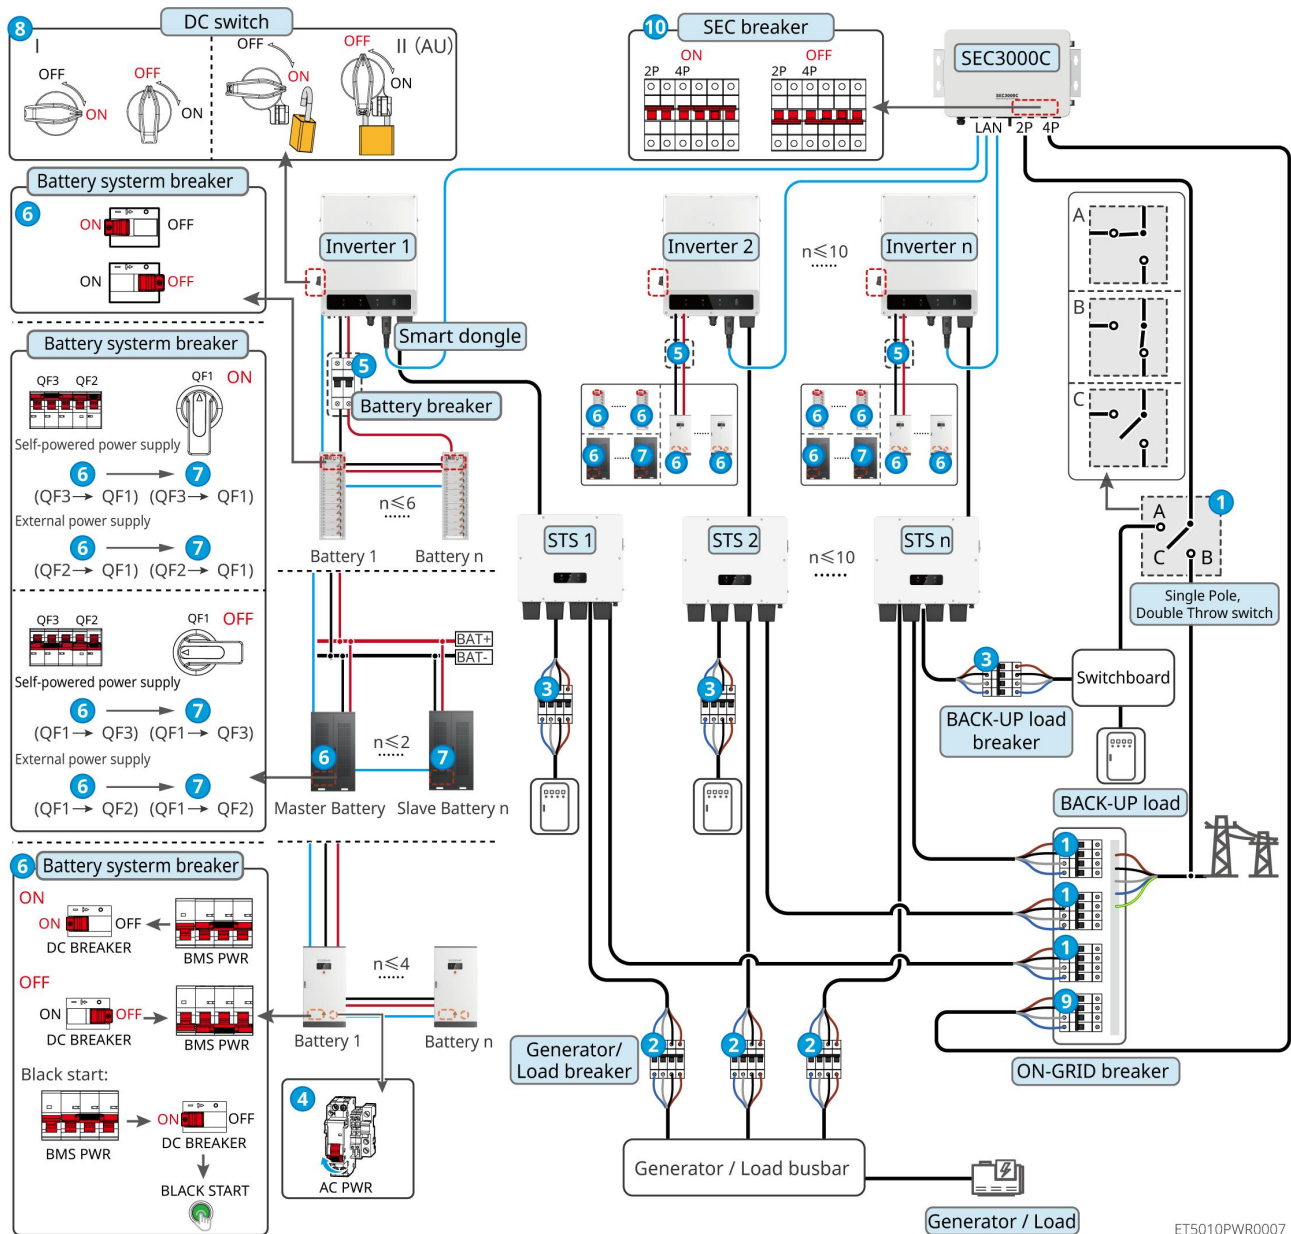 8
DC switch
I
OFF
ON
OFF
ON
OFF
ON
OFF
II (AU)
ON
10
SEC breaker
ON
OFF
2P 4P
2P 4P
SEC3000C
SEC3000C
LAN 2P 4P
Battery systerm breaker
6
ON OFF
ON OFF
Inverter 1
Inverter 2
n≤10
......
Inverter n
A
B
C
Smart dongle
5
Battery breaker
5
5
Battery systerm breaker
QF3 QF2
QF1 ON
Self-powered power supply
6 7
(QF3→ QF1) (QF3→ QF1)
External power supply
6 7
(QF2→ QF1) (QF2→ QF1)
6 6
6 7 6 6
6 6
6 7 6 6
n≤6
......
Battery 1
Battery n
STS 1
STS 2
n≤10
......
STS n
1
A
C B
Single Pole,
Double Throw switch
QF3 QF2
QF1 OFF
Self-powered power supply
6 7
(QF1→ QF3) (QF1→ QF3)
External power supply
6 7
(QF1→ QF2) (QF1→ QF2)
BAT+
BAT-
6
n≤2
......
7
Master Battery
Slave Battery n
3
3
3
BACK-UP load
breaker
Switchboard
BACK-UP load
6 Battery systerm breaker
ON
ON OFF
DC BREAKER
BMS PWR
OFF
ON OFF
DC BREAKER
BMS PWR
Black start:
BMS PWR
ON OFF
DC BREAKER
BLACK START
n≤4
......
Battery 1
Battery n
4
AC PWR
1
1
1
9
ON-GRID breaker
Generator/
Load breaker
2
2
2
Generator / Load busbar
Generator / Load
ET5010PWR0007